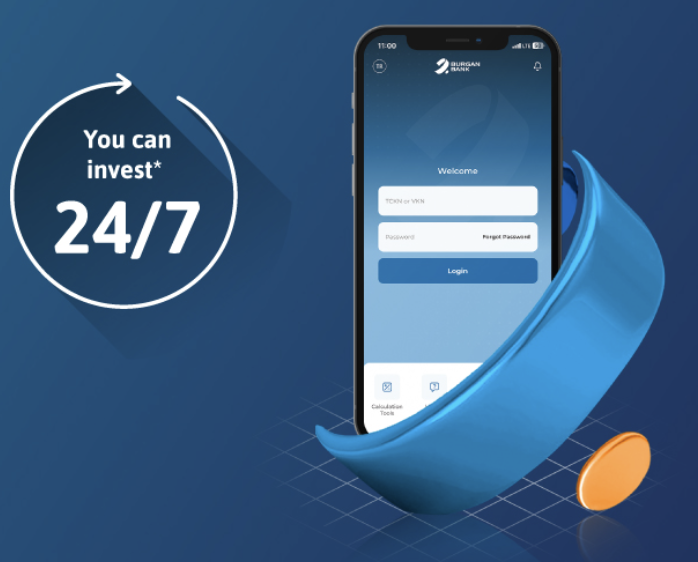 You can
invest*
24/7
11:00
LTE
TR
BURGAN
BANK
Welcome
TCKN or VKN
Password Forgot Password
Login
Calculation
Tools